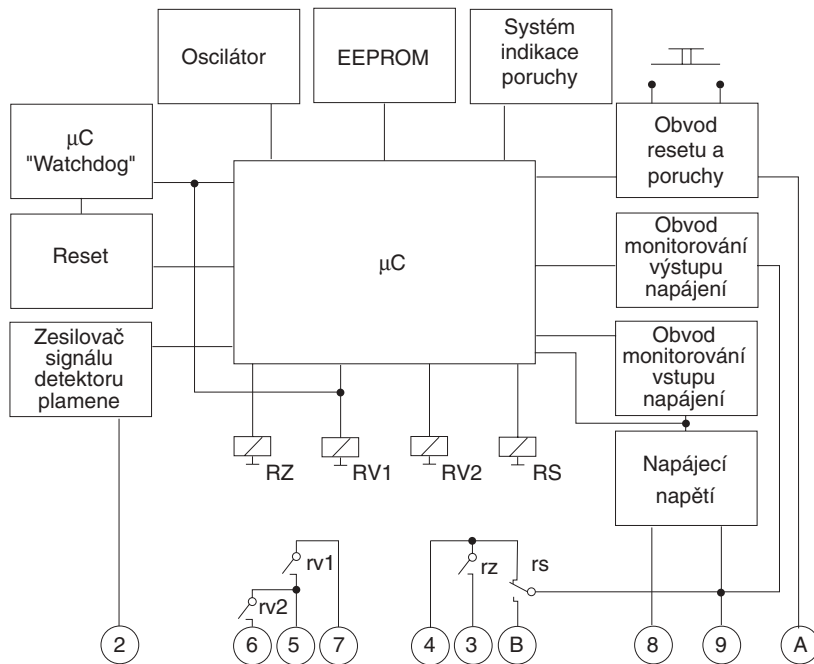 Oscilátor
EEPROM
Systém
indikace
poruchy
μC
"Watchdog"
Obvod
resetu a
poruchy
Reset
μC
Obvod
monitorování
výstupu
napájení
Zesilovač
signálu
detektoru
plamene
Obvod
monitorování
vstupu
napájení
RZ
RV1
RV2
RS
Napájecí
napětí
rv1
rv2
rz
rs
2
6
5
7
4
3
B
8
9
A